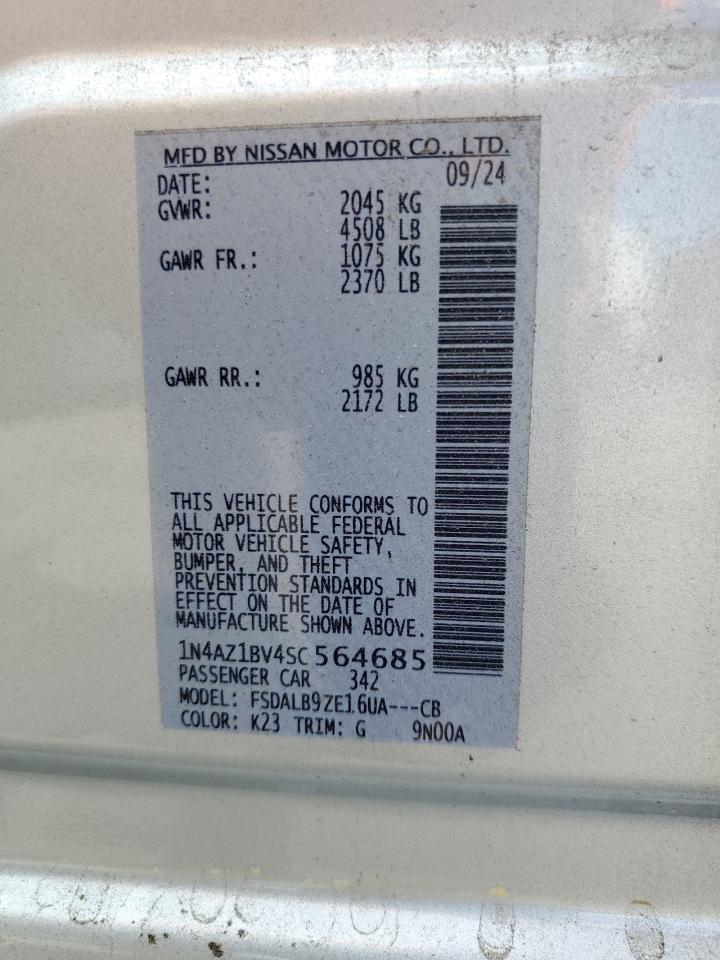 MFD BY NISSAN MOTOR CO., LTD.
DATE: 09/24
GVWR: 2045 KG
4508 LB
GAWR FR.: 1075 KG
2370 LB
GAWR RR.: 985 KG
2172 LB
THIS VEHICLE CONFORMS TO
ALL APPLICABLE FEDERAL
MOTOR VEHICLE SAFETY,
BUMPER, AND THEFT
PREVENTION STANDARDS IN
EFFECT ON THE DATE OF
MANUFACTURE SHOWN ABOVE.
1N4AZ1BV4SC564685
PASSENGER CAR 342
MODEL: FSDALB9ZE16UA---CB
COLOR: K23 TRIM: G 9N00A